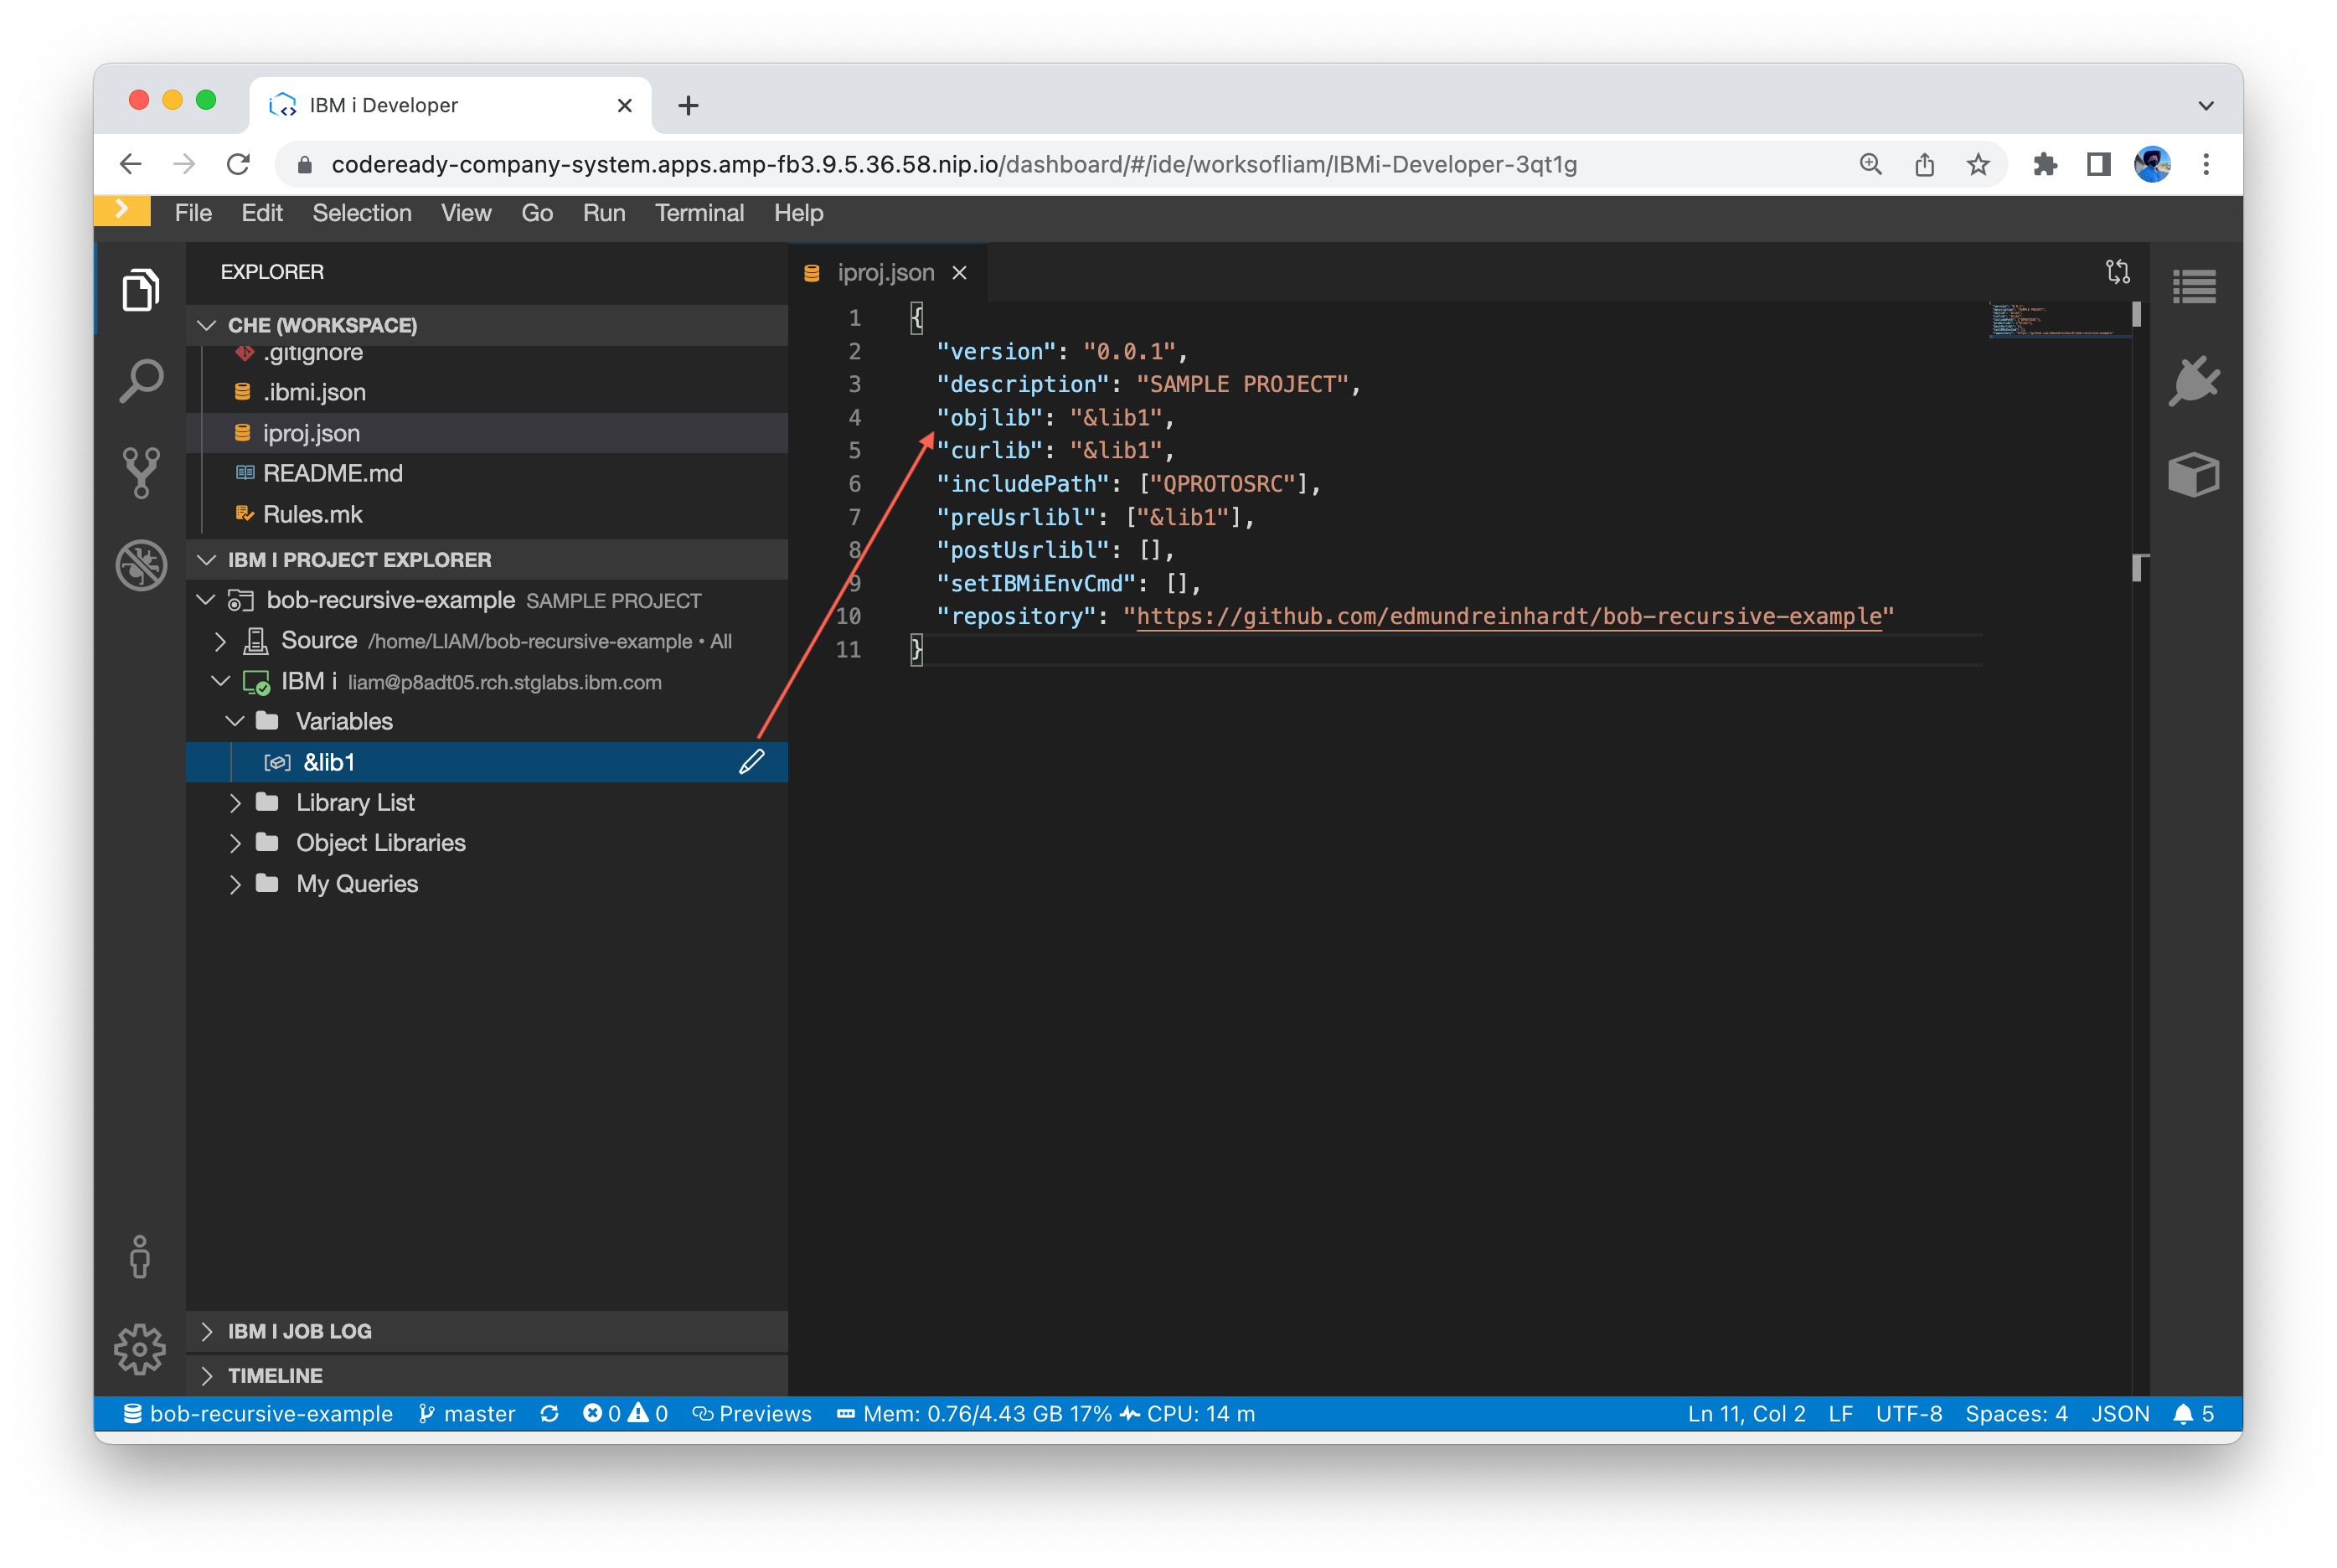 IBM i Developer
codeready-company-system.apps.amp-fb3.9.5.36.58.nip.io/dashboard/#/ide/worksofliam/IBMi-Developer-3qt1g
File Edit Selection View Go Run Terminal Help
EXPLORER
CHE (WORKSPACE)
.gitignore
.ibmi.json
iproj.json
README.md
Rules.mk
IBM I PROJECT EXPLORER
bob-recursive-example SAMPLE PROJECT
Source /home/LIAM/bob-recursive-example • All
IBM i liam@p8adt05.rch.stglabs.ibm.com
Variables
&lib1
Library List
Object Libraries
My Queries
IBM I JOB LOG
TIMELINE
iproj.json
1 {
2 "version": "0.0.1",
3 "description": "SAMPLE PROJECT",
4 "objlib": "&lib1",
5 "curlib": "&lib1",
6 "includePath": ["QPROTOSRC"],
7 "preUsrlibl": ["&lib1"],
8 "postUsrlibl": [],
9 "setIBMiEnvCmd": [],
10 "repository": "https://github.com/edmundreinhardt/bob-recursive-example"
11 }
bob-recursive-example master 0 0 Previews Mem: 0.76/4.43 GB 17% CPU: 14 m Ln 11, Col 2 LF UTF-8 Spaces: 4 JSON 5